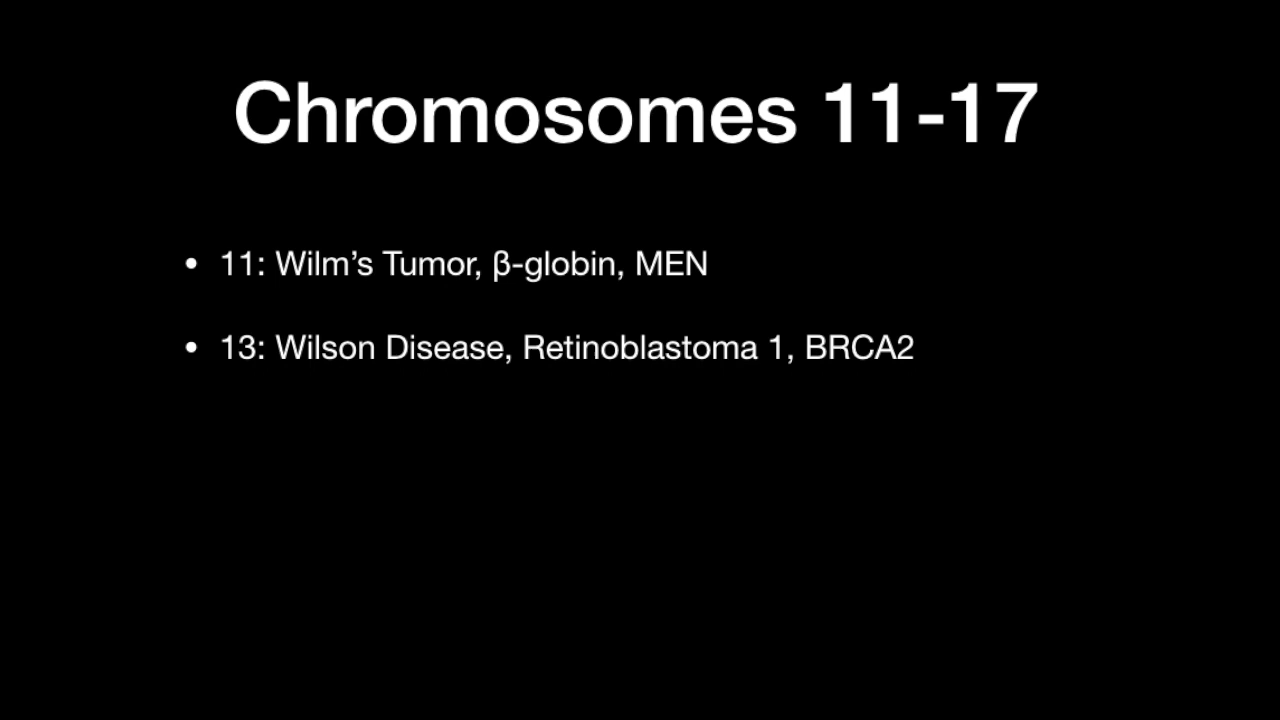 Chromosomes 11-17
• 11: Wilm’s Tumor, β-globin, MEN
• 13: Wilson Disease, Retinoblastoma 1, BRCA2